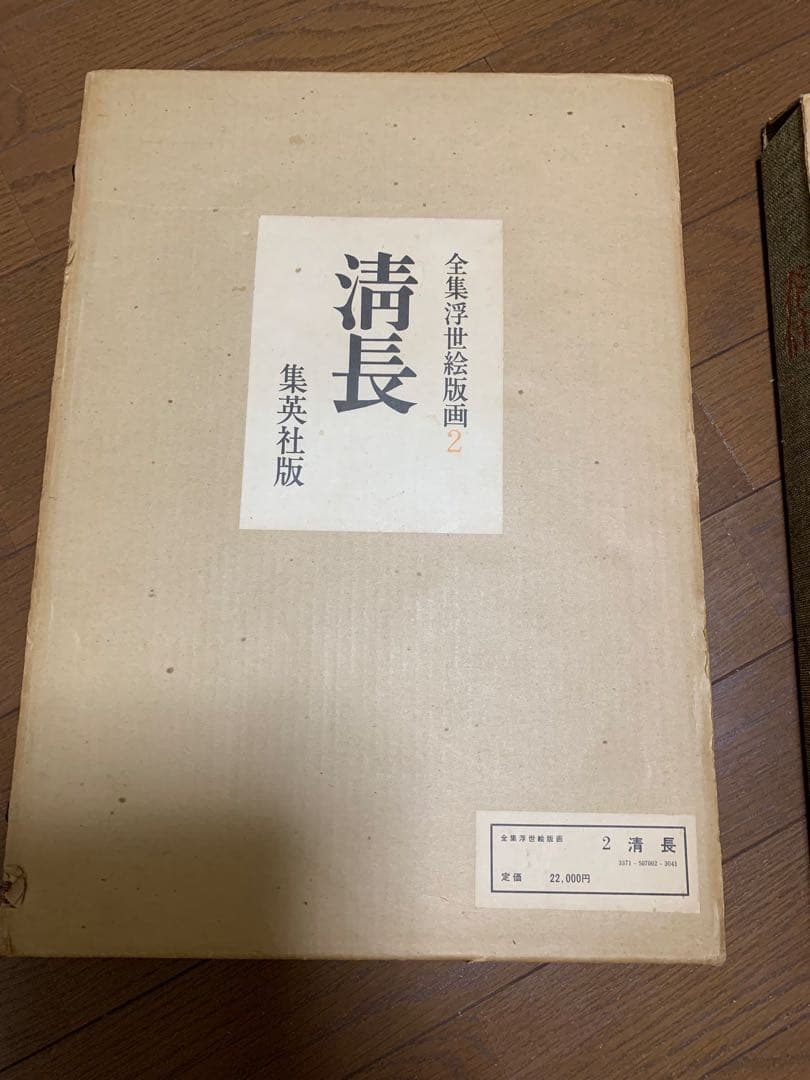 全集浮世絵版画2
清長
集英社版
全集浮世絵版画 2 清長
3371-507002-3041
定価 22,000円